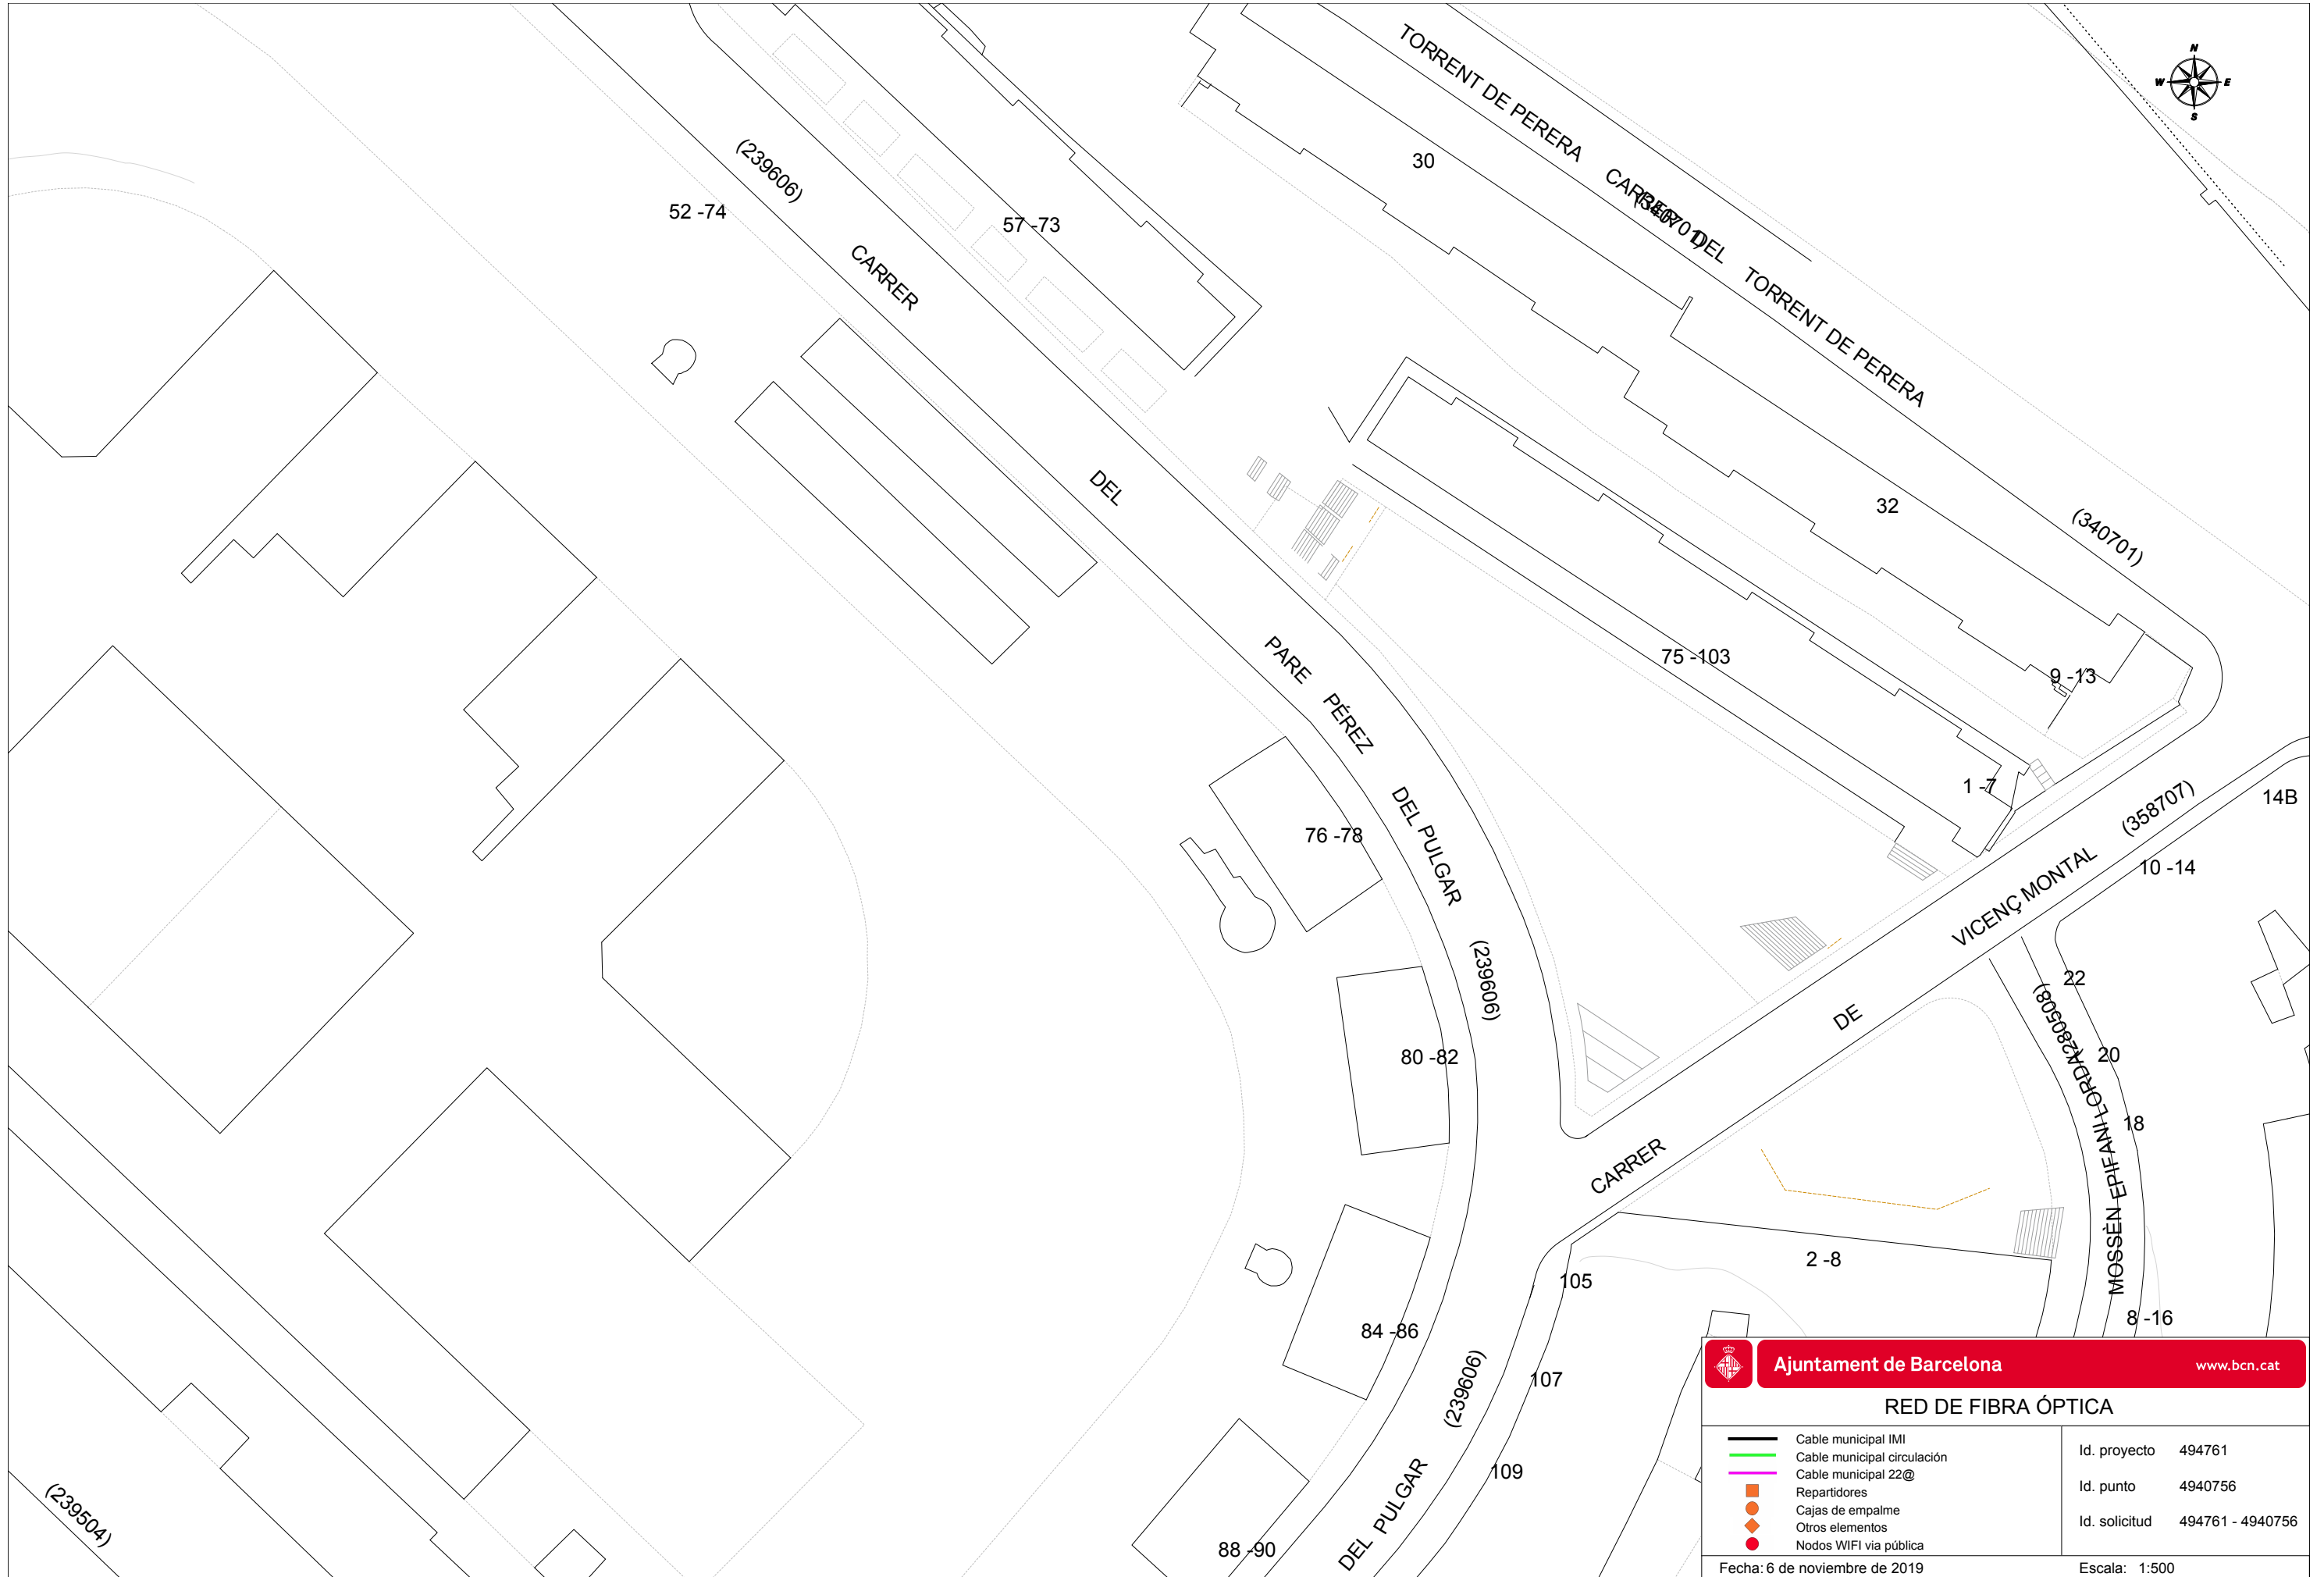 TORRENT DE PERERA
CARRER DEL TORRENT DE PERERA
(340701)
N
W E
S
30
(239606)
52 -74
57 -73
CARRER
DEL
32
(340701)
PARE PÉREZ
75 -103
9 -13
DEL PULGAR
76 -78
1 -7
(358707)
14B
VICENÇ MONTAL
10 -14
(239606)
22
DE
(280508)
80 -82
20
MOSSÈN EPIFANI LORDA
18
CARRER
2 -8
105
8 -16
84 -86
107
(239606)
109
DEL PULGAR
88 -90
(239504)
Ajuntament de Barcelona
www.bcn.cat
RED DE FIBRA ÓPTICA
Cable municipal IMI
Cable municipal circulación
Cable municipal 22@
Repartidores
Cajas de empalme
Otros elementos
Nodos WIFI via pública
Id. proyecto 494761
Id. punto 4940756
Id. solicitud 494761 - 4940756
Fecha: 6 de noviembre de 2019
Escala: 1:500